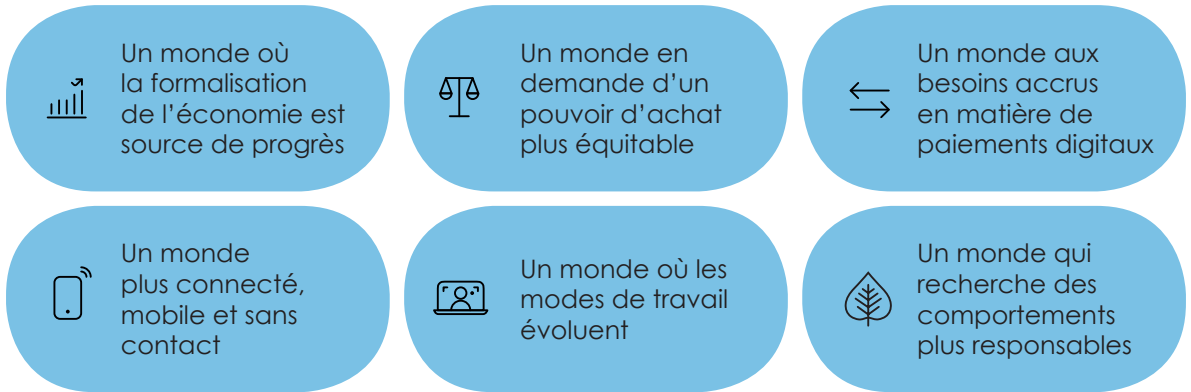 Un monde où
la formalisation
de l'économie est
source de progrès
Un monde en
demande d'un
pouvoir d'achat
plus équitable
Un monde aux
besoins accrus
en matière de
paiements digitaux
Un monde
plus connecté,
mobile et sans
contact
Un monde où les
modes de travail
évoluent
Un monde qui
recherche des
comportements
plus responsables